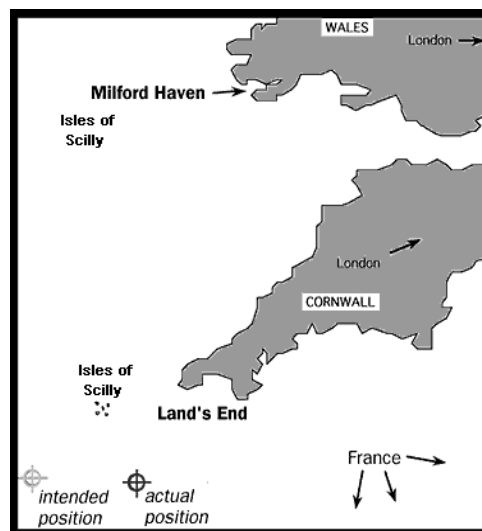 WALES
London
Milford Haven
Isles of
Scilly
London
CORNWALL
Isles of
Scilly
Land's End
France
intended
position
actual
position